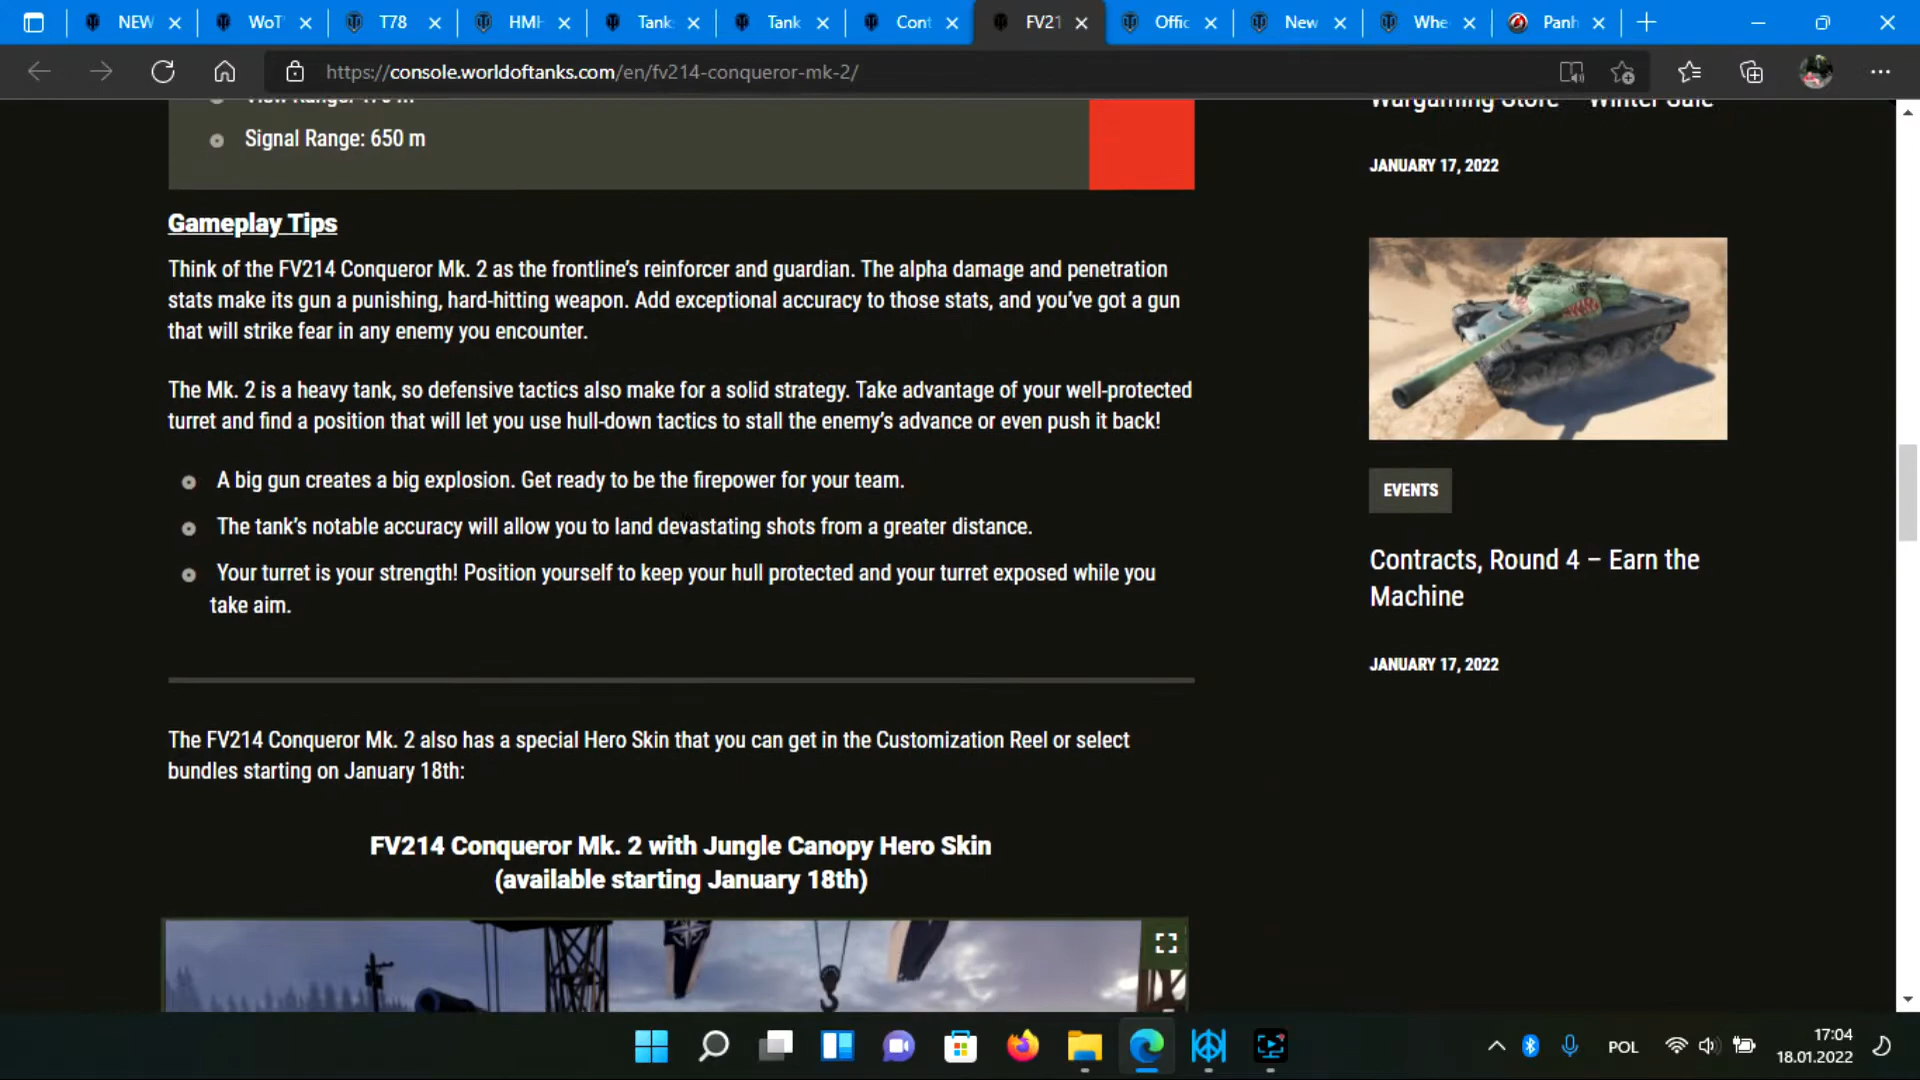 NEW
WoT
T78
HMH
Tank
Tank
Cont
FV21
Offic
New
Whe
Panh
https://console.worldoftanks.com/en/fv214-conqueror-mk-2/
Signal Range: 650 m
Gameplay Tips
Think of the FV214 Conqueror Mk. 2 as the frontline’s reinforcer and guardian. The alpha damage and penetration
stats make its gun a punishing, hard-hitting weapon. Add exceptional accuracy to those stats, and you’ve got a gun
that will strike fear in any enemy you encounter.
The Mk. 2 is a heavy tank, so defensive tactics also make for a solid strategy. Take advantage of your well-protected
turret and find a position that will let you use hull-down tactics to stall the enemy’s advance or even push it back!
A big gun creates a big explosion. Get ready to be the firepower for your team.
The tank’s notable accuracy will allow you to land devastating shots from a greater distance.
Your turret is your strength! Position yourself to keep your hull protected and your turret exposed while you
take aim.
The FV214 Conqueror Mk. 2 also has a special Hero Skin that you can get in the Customization Reel or select
bundles starting on January 18th:
FV214 Conqueror Mk. 2 with Jungle Canopy Hero Skin
(available starting January 18th)
Wargaming Store – Winter Sale
JANUARY 17, 2022
EVENTS
Contracts, Round 4 – Earn the
Machine
JANUARY 17, 2022
POL
17:04
18.01.2022